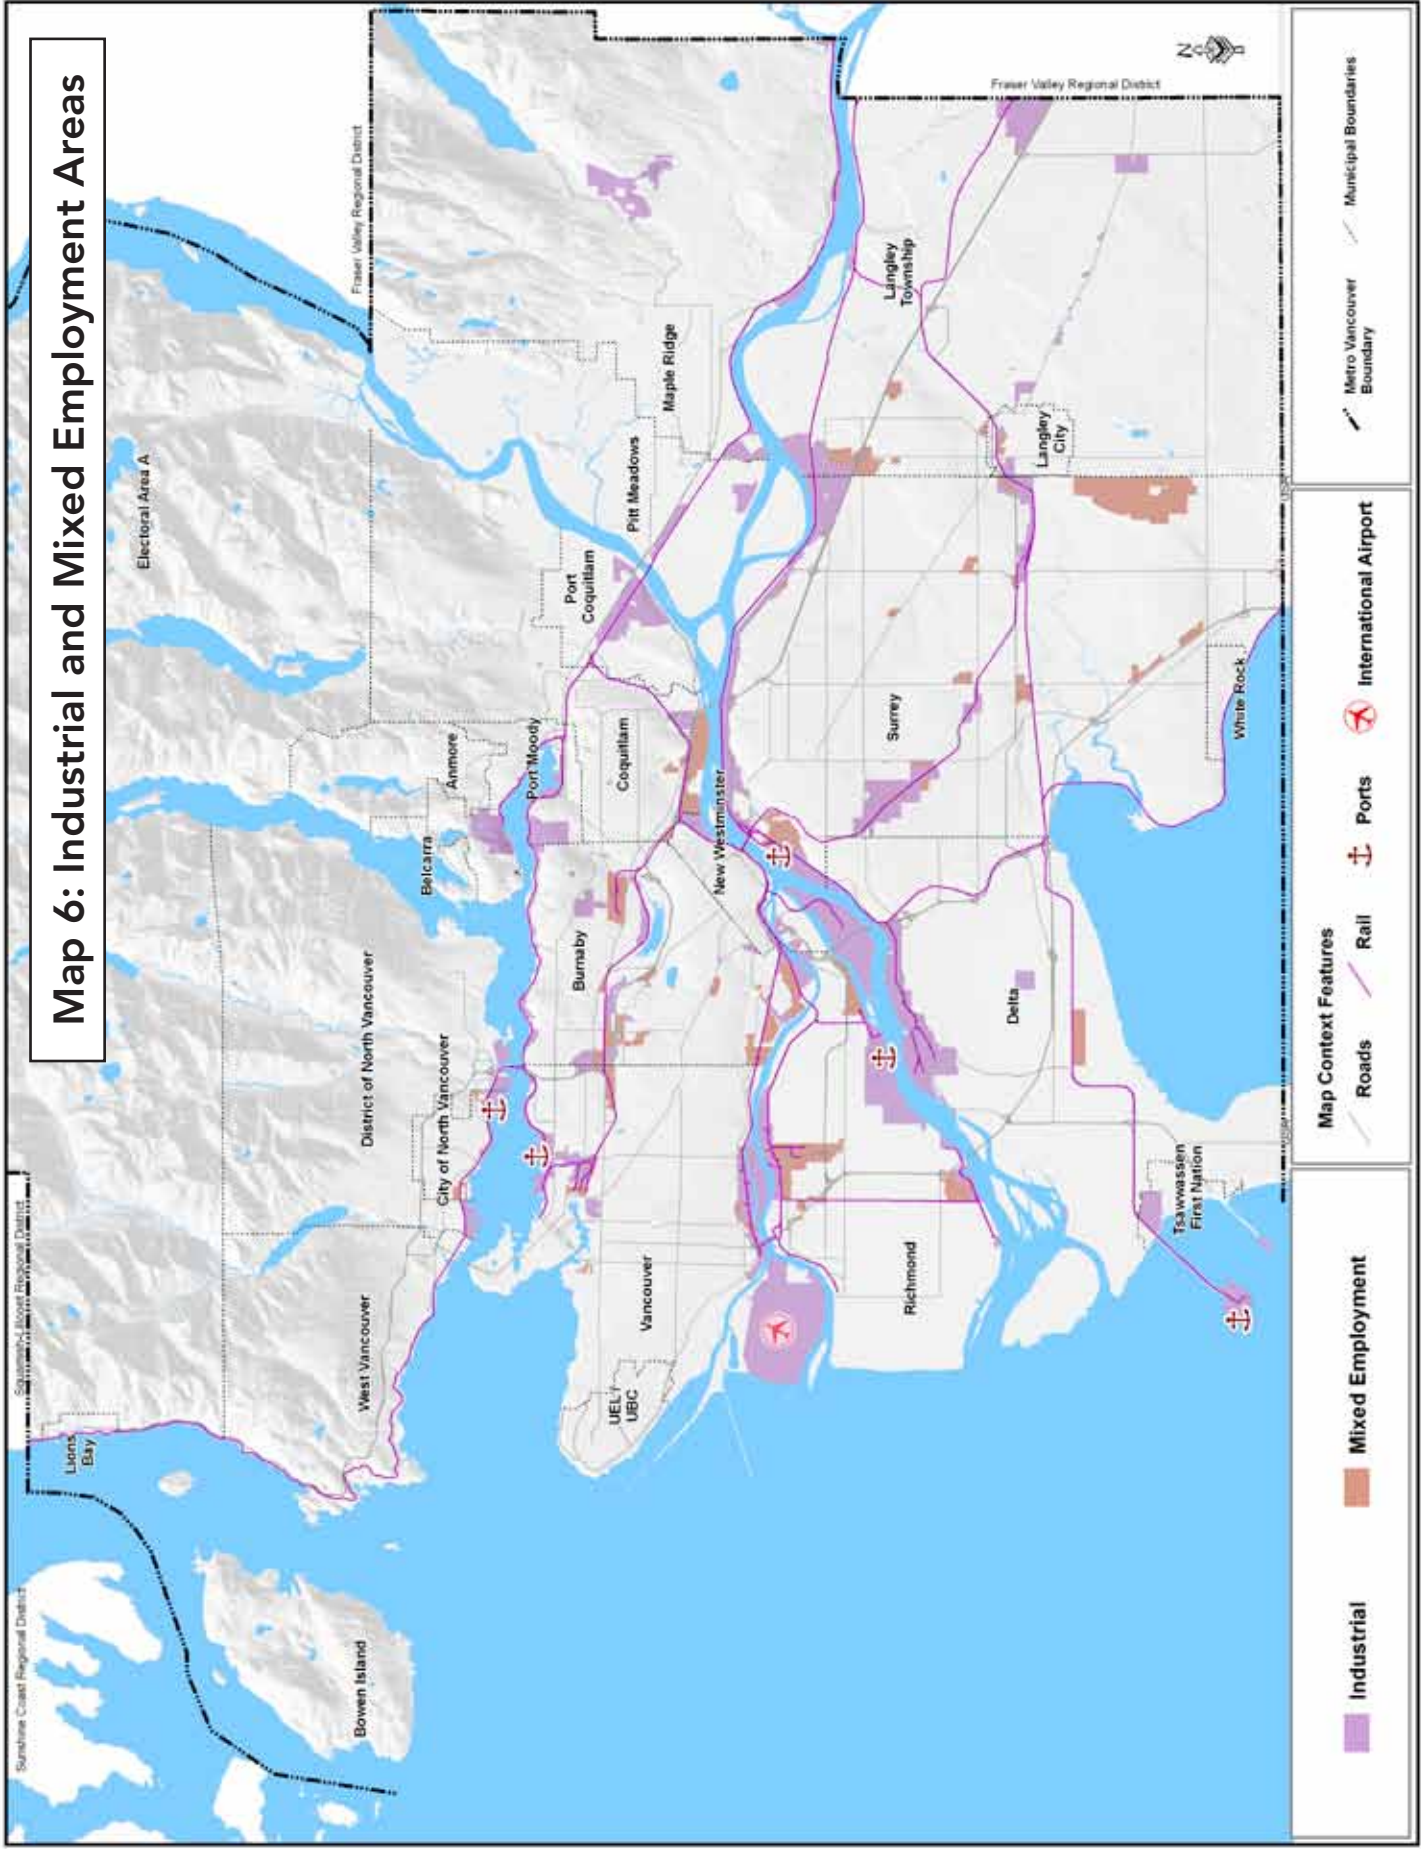 Map 6: Industrial and Mixed Employment Areas
Sunshine Coast Regional District
Squamish-Lillooet Regional District
Lions
Bay
Electoral Area A
Fraser Valley Regional District
Bowen Island
West Vancouver
District of North Vancouver
City of North Vancouver
Belcarra
Anmore
Port Moody
Port
Coquitlam
Pitt Meadows
Maple Ridge
UEL /
UBC
Vancouver
Burnaby
Coquitlam
New Westminster
Richmond
Surrey
Langley
Township
Fraser Valley Regional District
Delta
Langley
City
Tsawwassen
First Nation
White Rock
N
Industrial
Mixed Employment
Map Context Features
Roads
Rail
Ports
International Airport
Metro Vancouver
Boundary
Municipal Boundaries